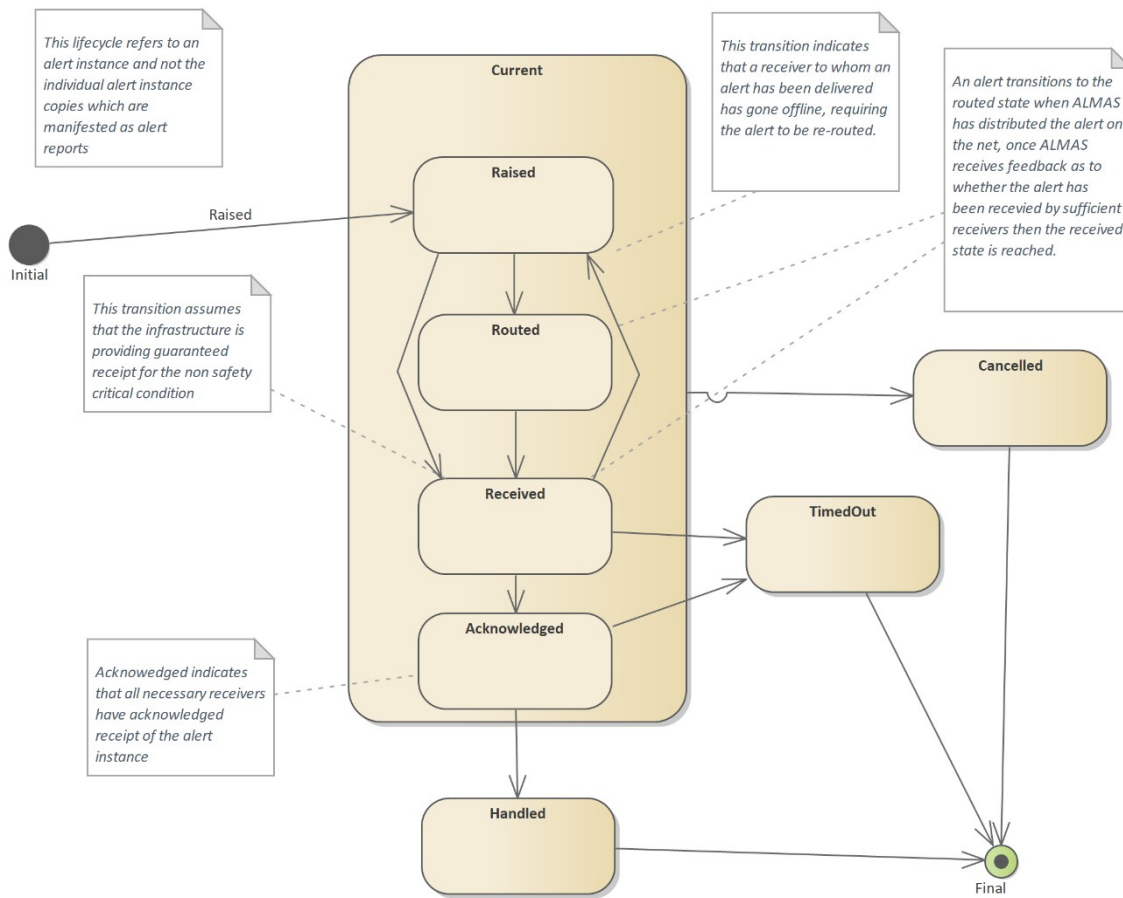 This lifecycle refers to an
alert instance and not the
individual alert instance
copies which are
manifested as alert
reports
Current
This transition indicates
that a receiver to whom an
alert has been delivered
has gone offline, requiring
the alert to be re-routed.
An alert transitions to the
routed state when ALMAS
has distributed the alert on
the net, once ALMAS
receives feedback as to
whether the alert has
been recevied by sufficient
receivers then the received
state is reached.
Raised
Raised
Initial
This transition assumes
that the infrastructure is
providing guaranteed
receipt for the non safety
critical condition
Routed
Cancelled
Received
TimedOut
Acknowledged
Acknowedged indicates
that all necessary receivers
have acknowledged
receipt of the alert
instance
Handled
Final